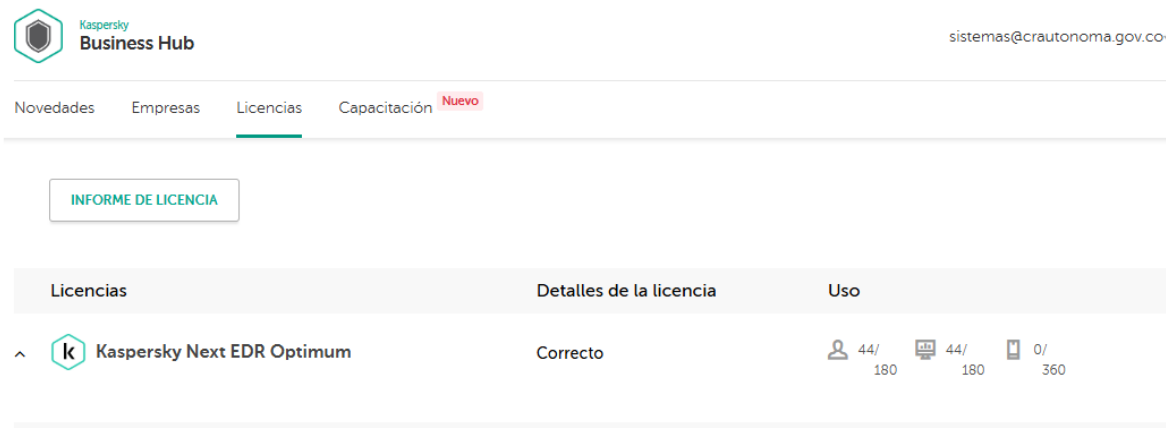 Kaspersky
Business Hub
sistemas@crautonoma.gov.co
Novedades Empresas Licencias Capacitación Nuevo
INFORME DE LICENCIA
Licencias Detalles de la licencia Uso
Kaspersky Next EDR Optimum Correcto 44/ 180 44/ 180 0/ 360